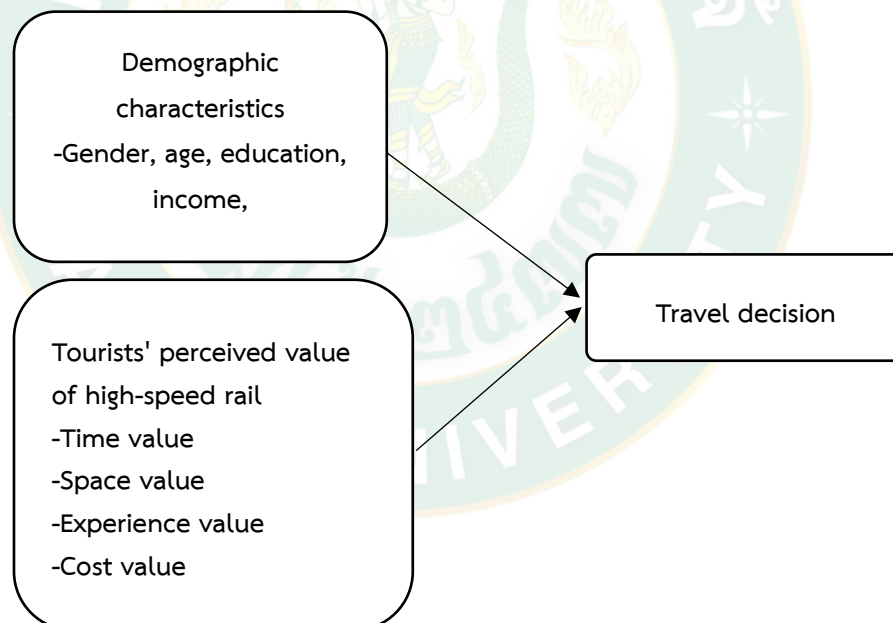 Demographic
characteristics
-Gender, age, education,
income,
Tourists' perceived value
of high-speed rail
-Time value
-Space value
-Experience value
-Cost value
Travel decision